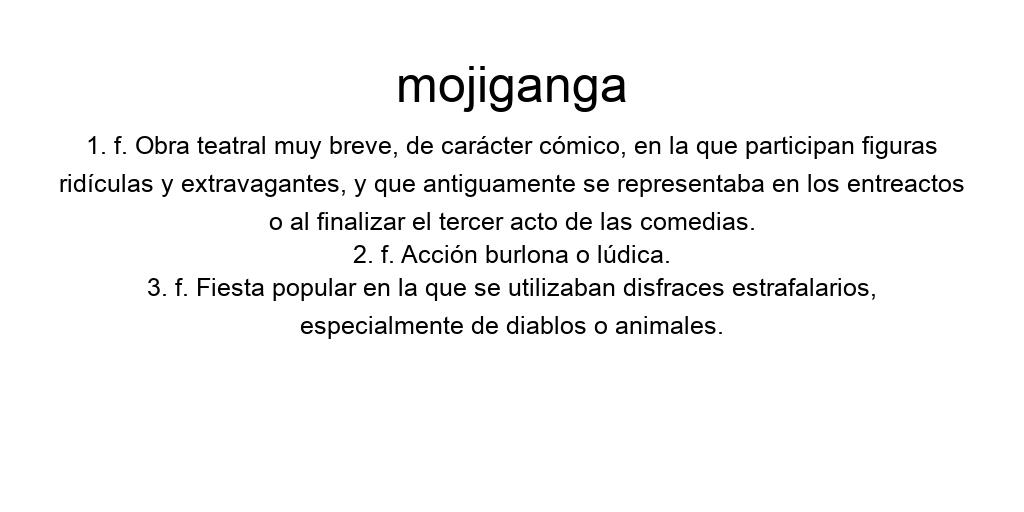 mojiganga
1. f. Obra teatral muy breve, de carácter cómico, en la que participan figuras
ridículas y extravagantes, y que antiguamente se representaba en los entreactos
o al finalizar el tercer acto de las comedias.
2. f. Acción burlona o lúdica.
3. f. Fiesta popular en la que se utilizaban disfraces estrafalarios,
especialmente de diablos o animales.